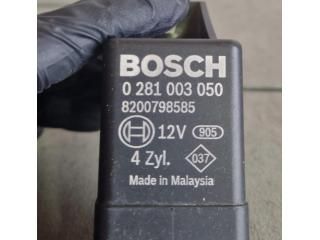 BOSCH
0 281 003 050
8200798585
12V 905
4 Zyl. 037
Made in Malaysia